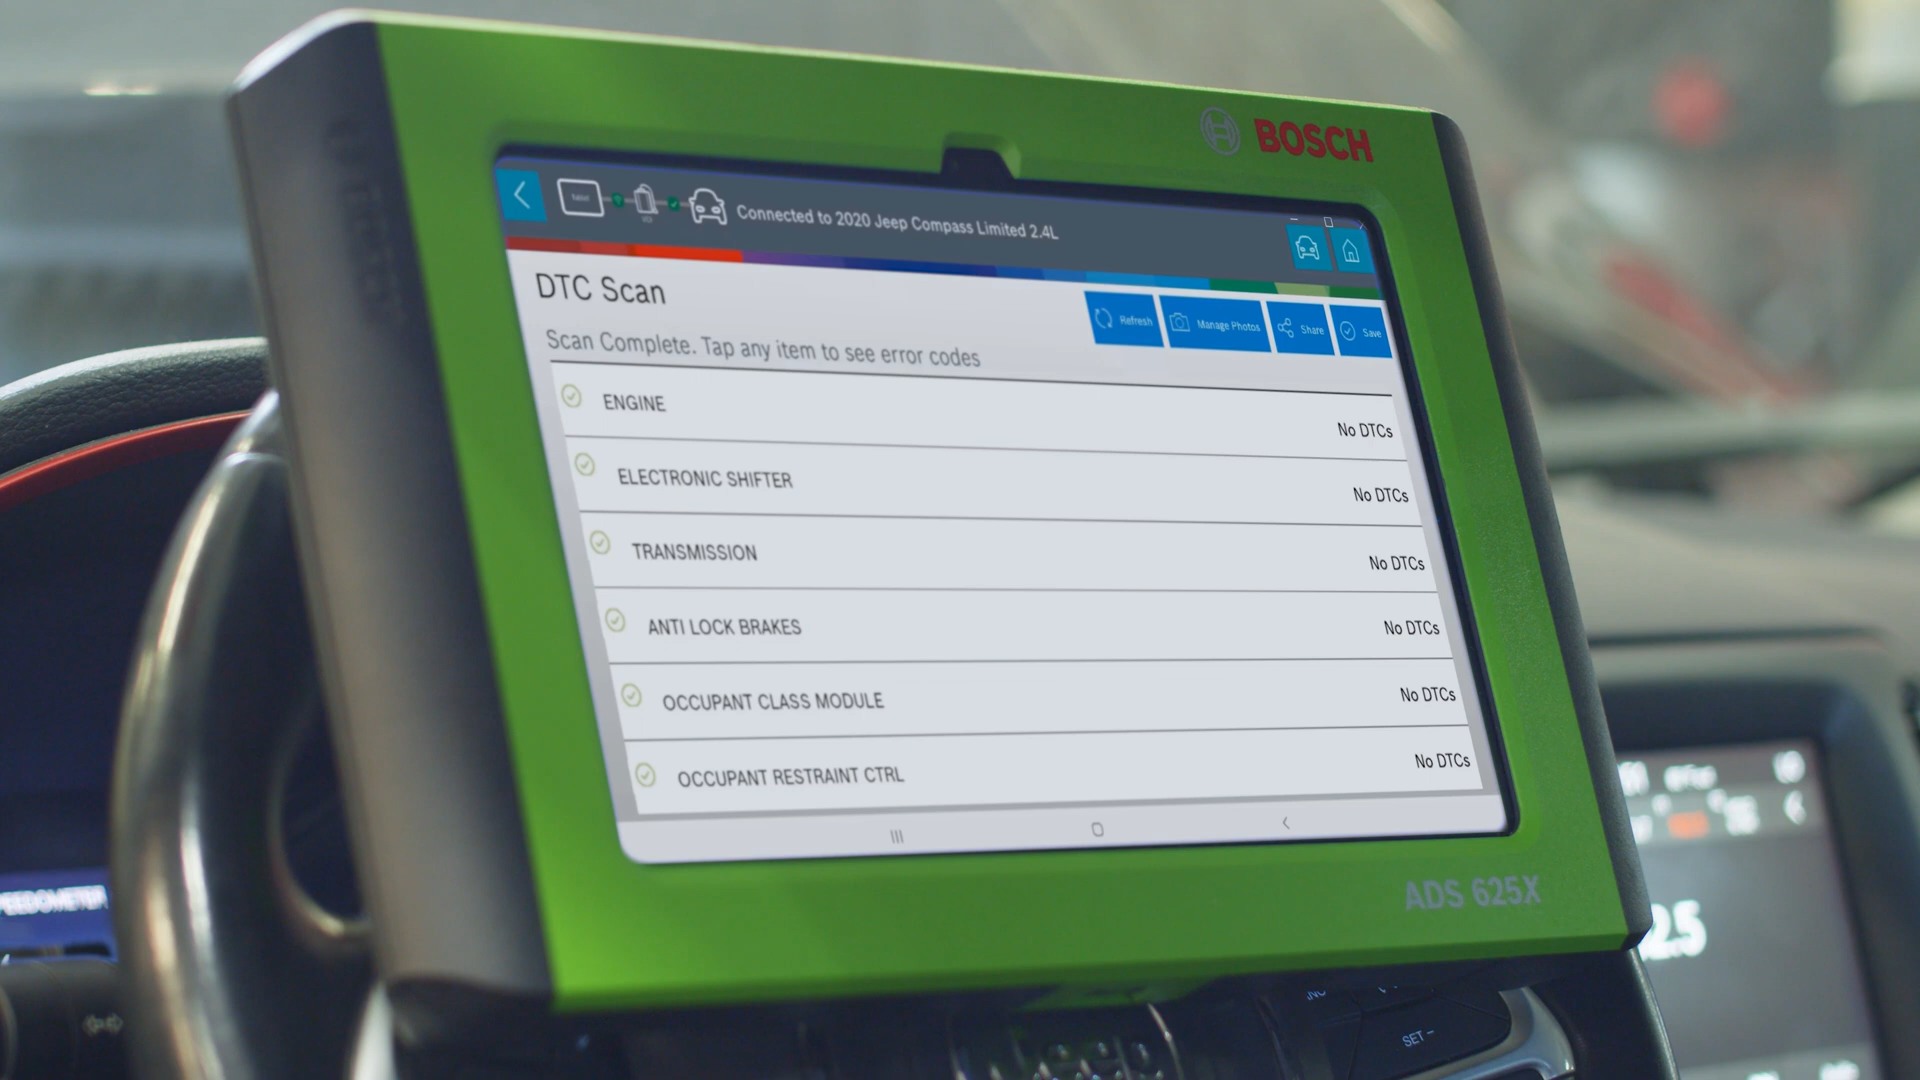 BOSCH
Connected to 2020 Jeep Compass Limited 2.4L
DTC Scan
Refresh
Manage Photos
Share
Save
Scan Complete. Tap any item to see error codes
ENGINE
No DTCs
ELECTRONIC SHIFTER
No DTCs
TRANSMISSION
No DTCs
ANTI LOCK BRAKES
No DTCs
OCCUPANT CLASS MODULE
No DTCs
OCCUPANT RESTRAINT CTRL
No DTCs
ADS 625X
2.5
SET –